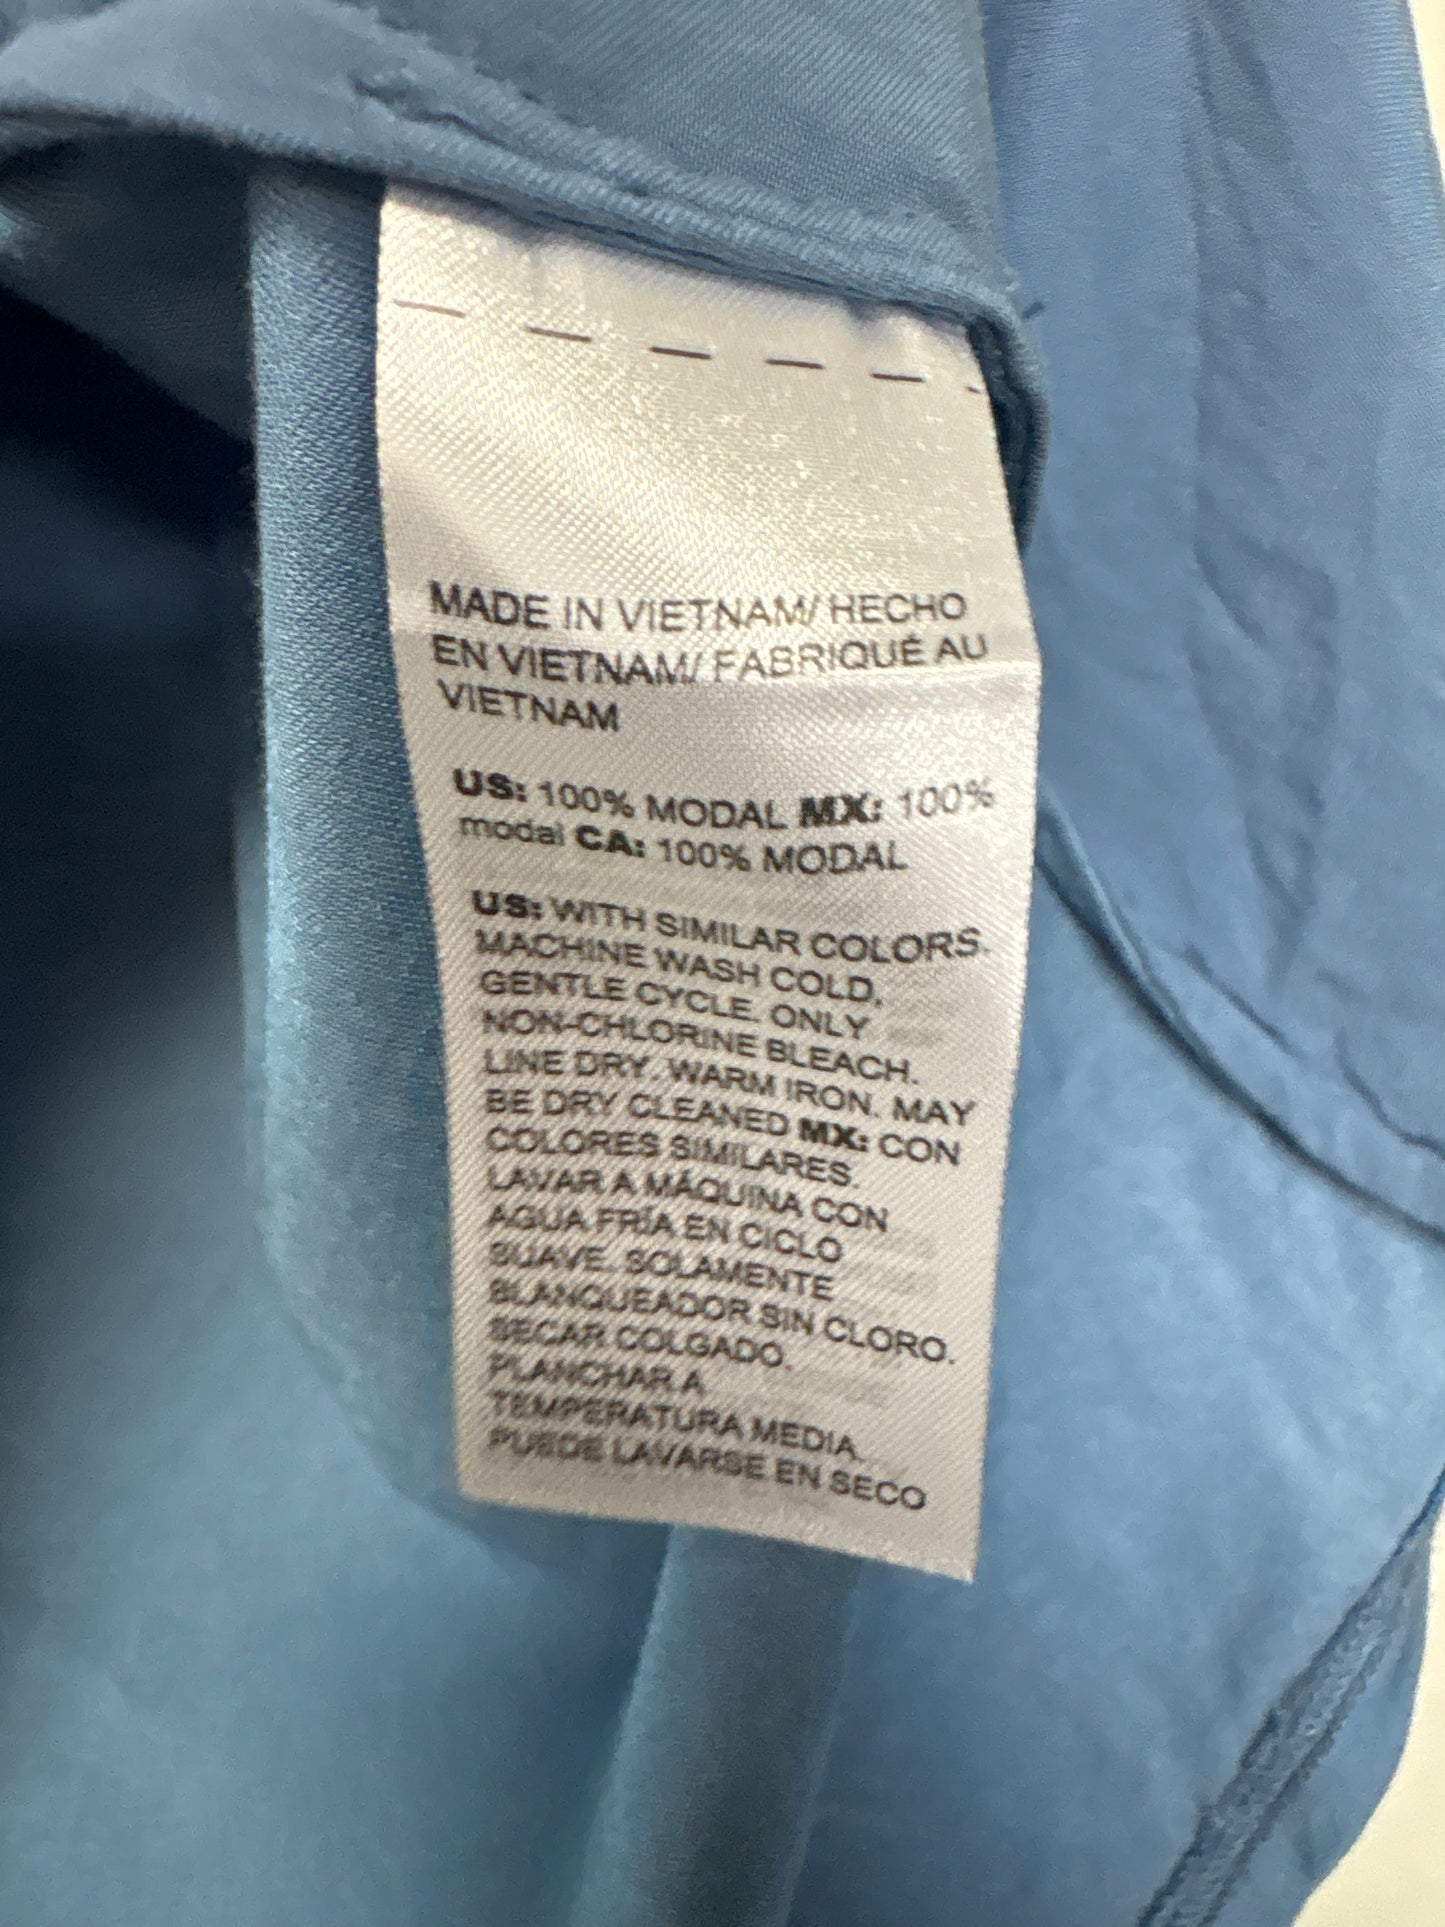 MADE IN VIETNAM/ HECHO
EN VIETNAM/ FABRIQUÉ AU
VIETNAM
US: 100% MODAL MX: 100%
modal CA: 100% MODAL
US: WITH SIMILAR COLORS.
MACHINE WASH COLD,
GENTLE CYCLE. ONLY
NON-CHLORINE BLEACH.
LINE DRY. WARM IRON. MAY
BE DRY CLEANED MX: CON
COLORES SIMILARES.
LAVAR A MÁQUINA CON
AGUA FRÍA EN CICLO
SUAVE. SOLAMENTE
BLANQUEADOR SIN CLORO.
SECAR COLGADO.
PLANCHAR A
TEMPERATURA MEDIA.
PUEDE LAVARSE EN SECO